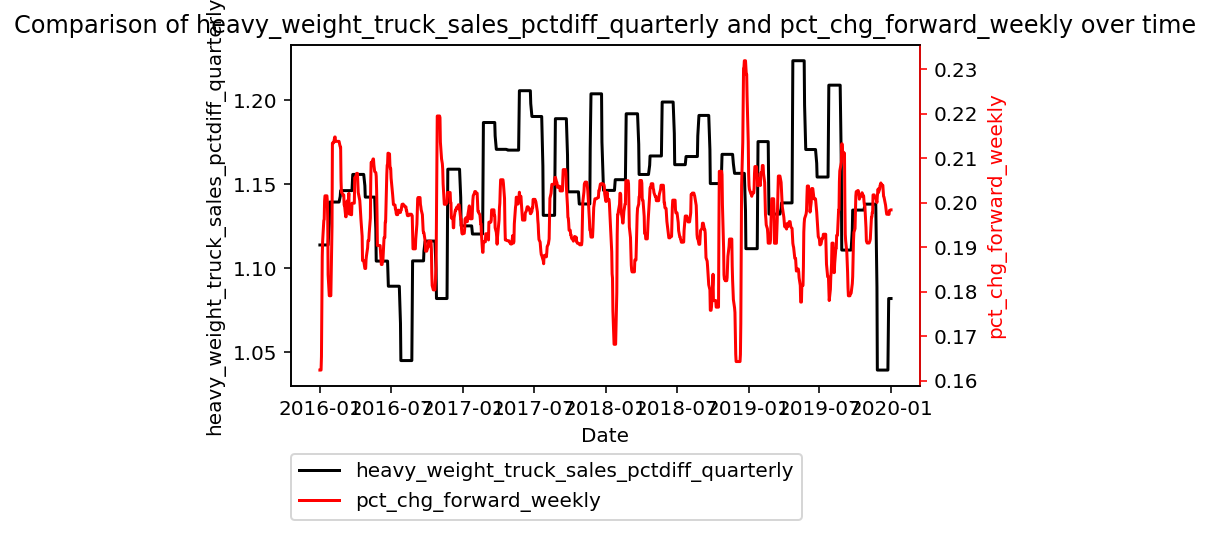 Comparison of heavy_weight_truck_sales_pctdiff_quarterly and pct_chg_forward_weekly over time
heavy_weight_truck_sales_pctdiff_quarterly
1.20
1.15
1.10
1.05
0.23
0.22
0.21
0.20
0.19
0.18
0.17
0.16
pct_chg_forward_weekly
2016-01 2016-07 2017-01 2017-07 2018-01 2018-07 2019-01 2019-07 2020-01
Date
heavy_weight_truck_sales_pctdiff_quarterly
pct_chg_forward_weekly